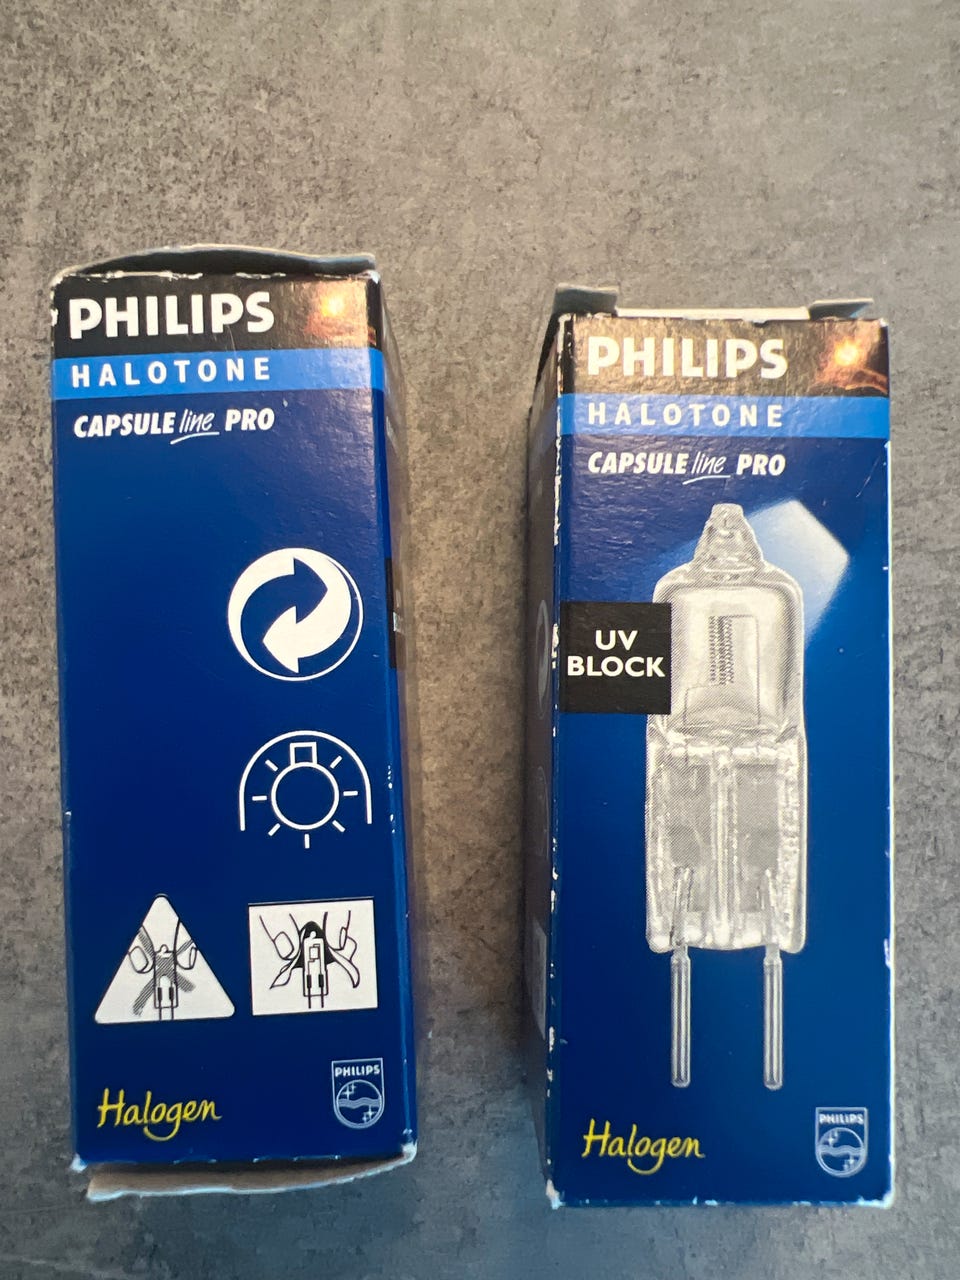 PHILIPS
HALOTONE
CAPSULE line PRO
Halogen
PHILIPS
PHILIPS
HALOTONE
CAPSULE line PRO
UV
BLOCK
Halogen
PHILIPS